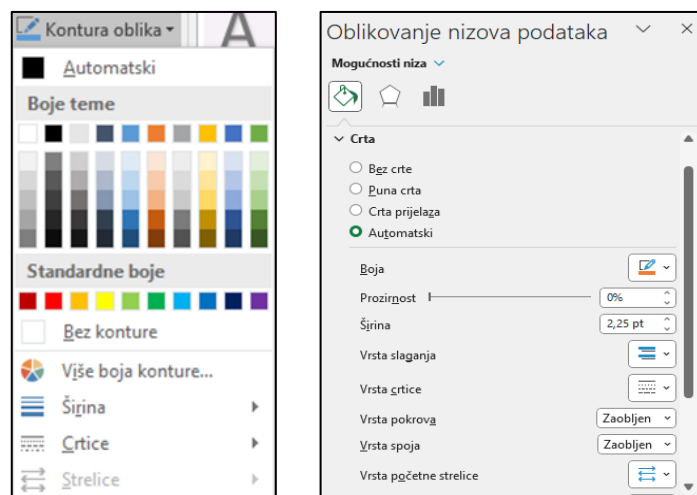 Kontura oblika
A
Automatski
Boje teme
Standardne boje
Bez konture
Više boja konture...
Širina
Crtice
Strelice
Oblikovanje nizova podataka
Mogućnosti niza
Crta
Bez crte
Puna crta
Crta prijelaza
Automatski
Boja
Prozirnost 0%
Širina 2,25 pt
Vrsta slaganja
Vrsta crtice
Vrsta pokrova Zaobljen
Vrsta spoja Zaobljen
Vrsta početne strelice